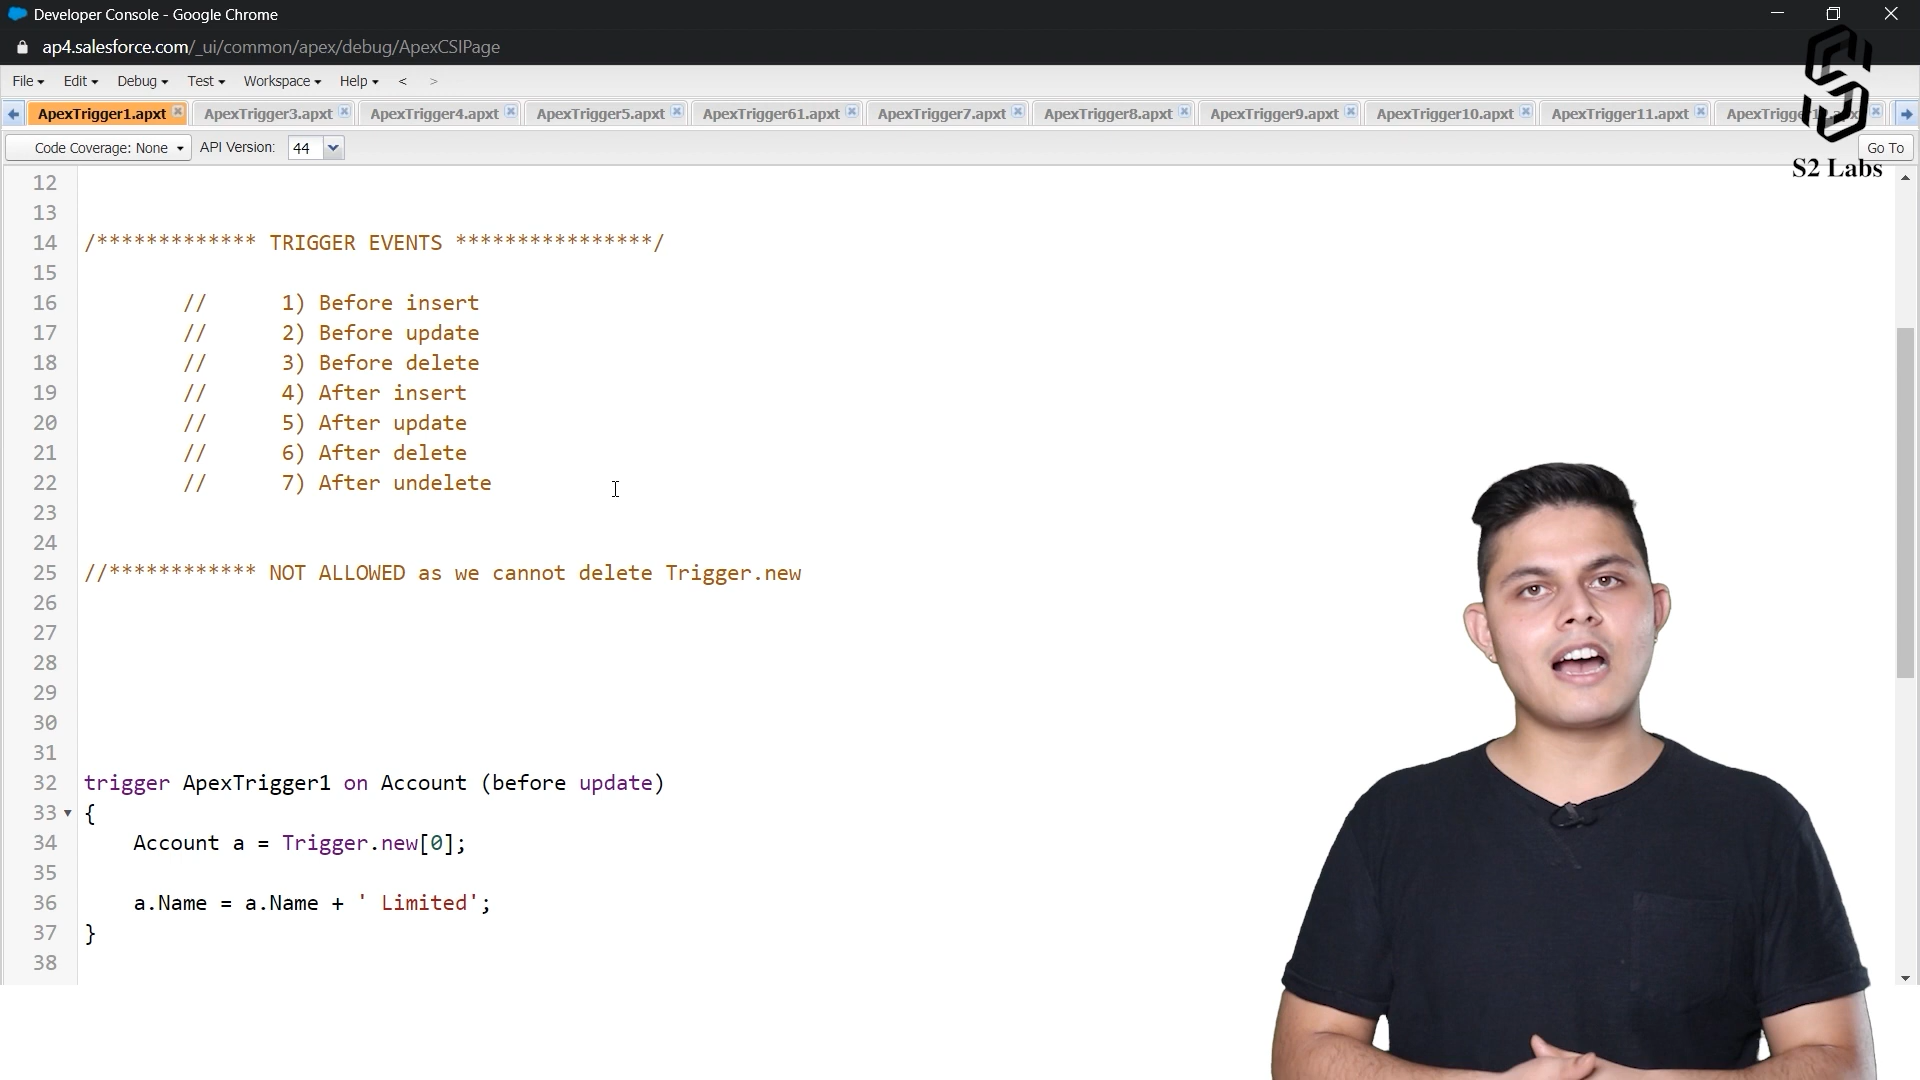 Developer Console - Google Chrome
ap4.salesforce.com/_ui/common/apex/debug/ApexCSIPage
File Edit Debug Test Workspace Help < >
ApexTrigger1.apxt ApexTrigger3.apxt ApexTrigger4.apxt ApexTrigger5.apxt ApexTrigger61.apxt ApexTrigger7.apxt ApexTrigger8.apxt ApexTrigger9.apxt ApexTrigger10.apxt ApexTrigger11.apxt
Code Coverage: None API Version: 44 Go To
S2 Labs
12
13
14 /************* TRIGGER EVENTS ****************/
15
16 // 1) Before insert
17 // 2) Before update
18 // 3) Before delete
19 // 4) After insert
20 // 5) After update
21 // 6) After delete
22 // 7) After undelete
23
24
25 //************ NOT ALLOWED as we cannot delete Trigger.new
26
27
28
29
30
31
32 trigger ApexTrigger1 on Account (before update)
33 {
34 Account a = Trigger.new[0];
35
36 a.Name = a.Name + ' Limited';
37 }
38